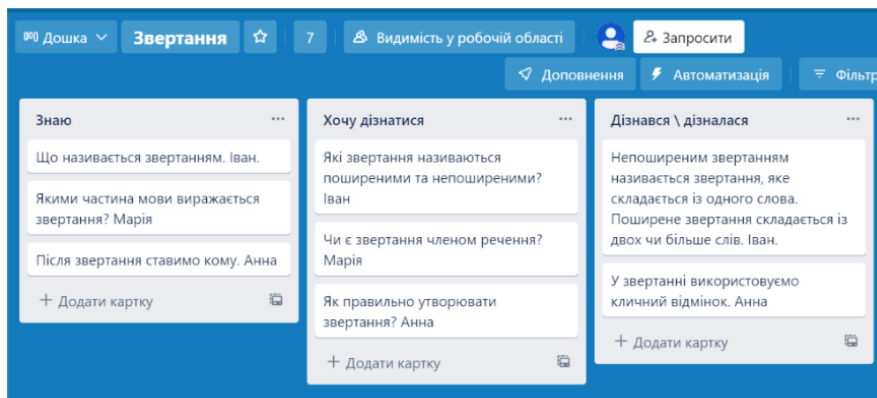 Дошка
Звертання
7
Видимість у робочій області
Запросити
Доповнення
Автоматизація
Фільтр
Знаю
Що називається звертанням. Іван.
Якими частина мови виражається
звертання? Марія
Після звертання ставимо кому. Анна
Додати картку
Хочу дізнатися
Які звертання називаються
поширеними та непоширеними?
Іван
Чи є звертання членом речення?
Марія
Як правильно утворювати
звертання? Анна
Додати картку
Дізнався \ дізналася
Непоширеним звертанням
називається звертання, яке
складається із одного слова.
Поширене звертання складається із
двох чи більше слів. Іван.
У звертанні використовуємо
кличний відмінок. Анна
Додати картку